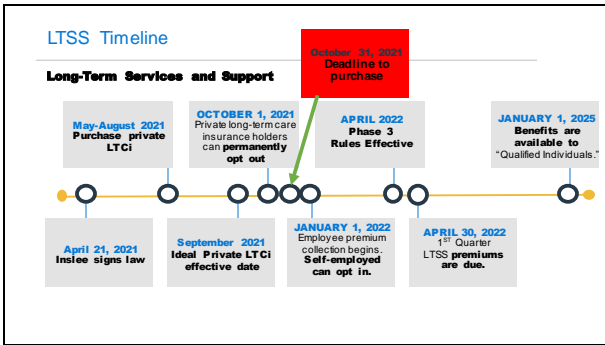 LTSS Timeline
Long-Term Services and Support
October 31, 2021
Deadline to
purchase
May-August 2021
Purchase private
LTCi
OCTOBER 1, 2021
Private long-term care
insurance holders
can permanently
opt out
APRIL 2022
Phase 3
Rules Effective
JANUARY 1, 2025
Benefits are
available to
“Qualified Individuals.”
April 21, 2021
Inslee signs law
September 2021
Ideal Private LTCi
effective date
JANUARY 1, 2022
Employee premium
collection begins.
Self-employed
can opt in.
APRIL 30, 2022
1ST Quarter
LTSS premiums
are due.